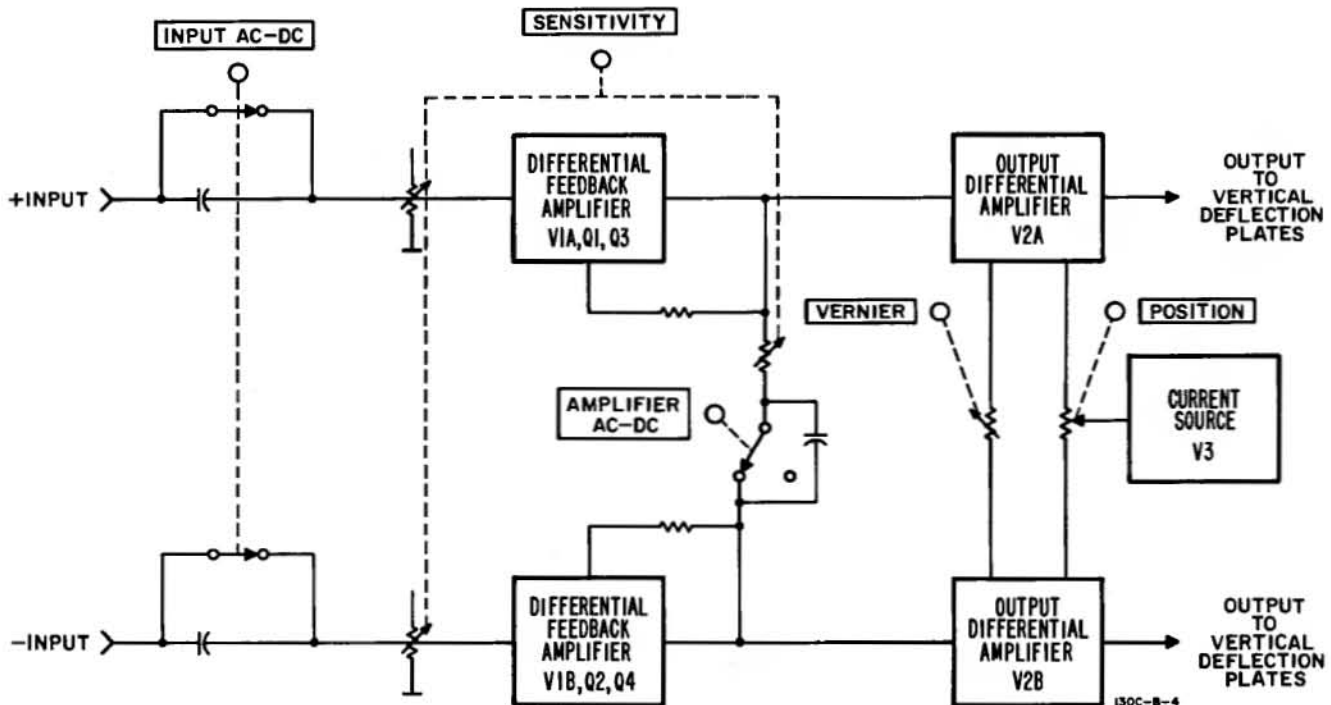 SENSITIVITY
INPUT AC-DC
+INPUT
DIFFERENTIAL
FEEDBACK
AMPLIFIER
V1A, Q1, Q3
OUTPUT
DIFFERENTIAL
AMPLIFIER
V2A
OUTPUT
TO
VERTICAL
DEFLECTION
PLATES
VERNIER
POSITION
AMPLIFIER
AC-DC
CURRENT
SOURCE
V3
-INPUT
DIFFERENTIAL
FEEDBACK
AMPLIFIER
V1B, Q2, Q4
OUTPUT
DIFFERENTIAL
AMPLIFIER
V2B
OUTPUT
TO
VERTICAL
DEFLECTION
PLATES
130C-B-4